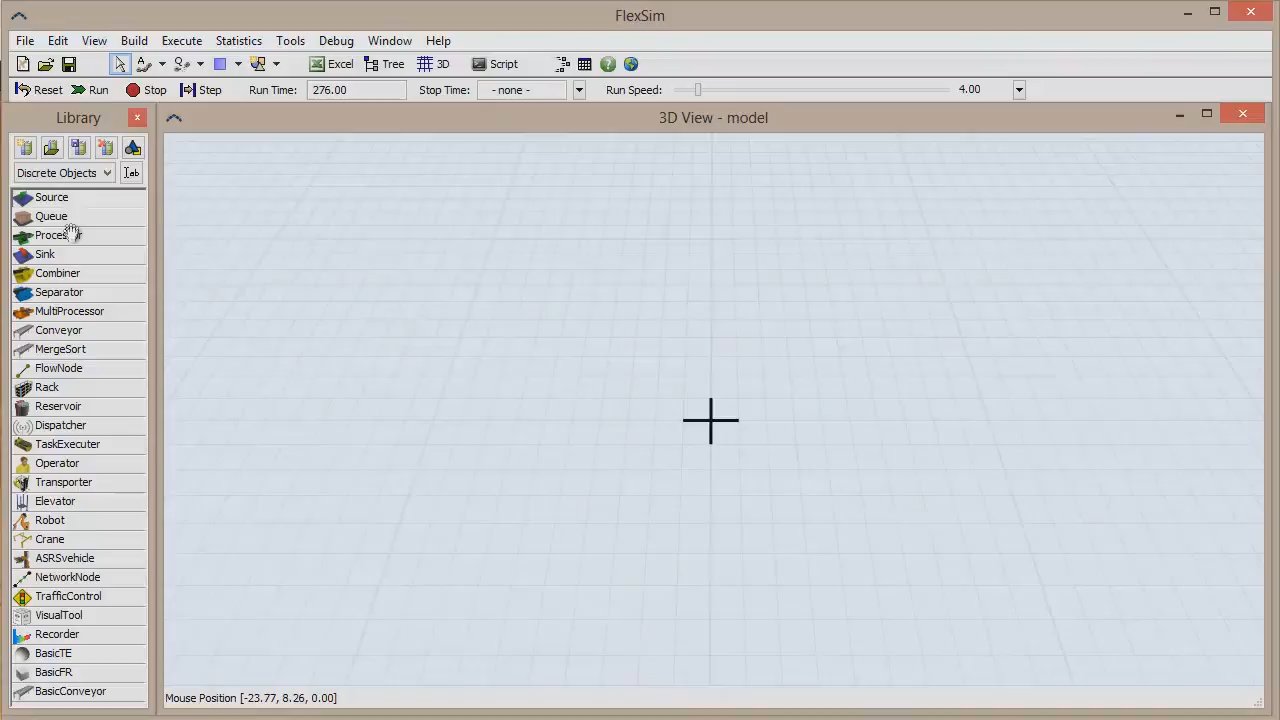 FlexSim
File Edit View Build Execute Statistics Tools Debug Window Help
Excel Tree 3D Script
Reset Run Stop Step Run Time: 276.00 Stop Time: - none - Run Speed: 4.00
Library
3D View - model
Discrete Objects
Source
Queue
Sink
Combiner
Separator
MultiProcessor
Conveyor
MergeSort
FlowNode
Rack
Reservoir
Dispatcher
TaskExecuter
Operator
Transporter
Elevator
Robot
Crane
ASRSvehicle
NetworkNode
TrafficControl
VisualTool
Recorder
BasicTE
BasicFR
BasicConveyor
Mouse Position [-23.77, 8.26, 0.00]